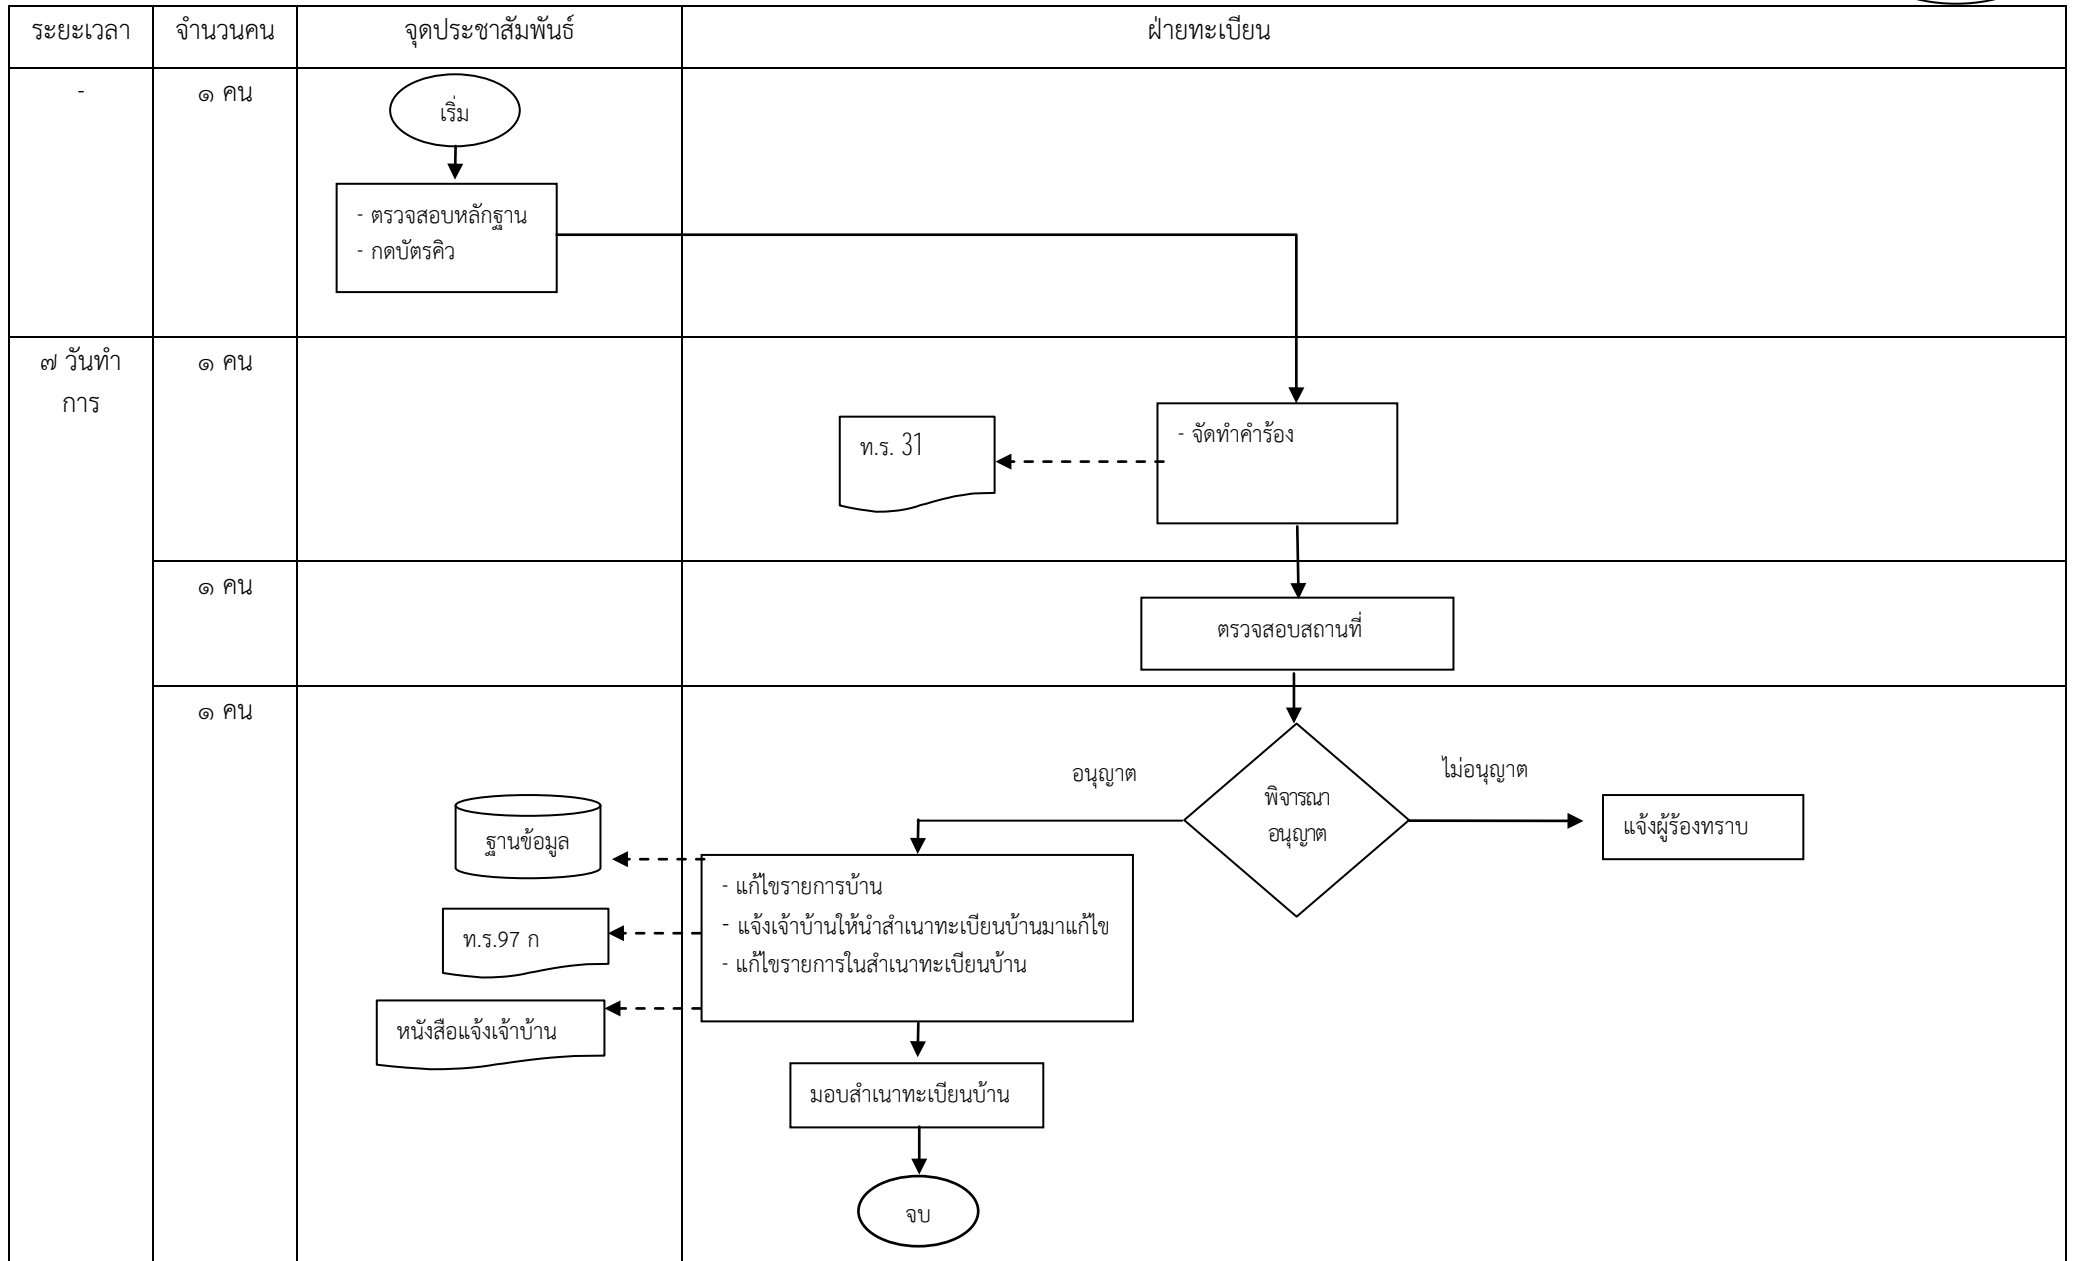 ระยะเวลา
จำนวนคน
จุดประชาสัมพันธ์
ฝ่ายทะเบียน
-
๑ คน
เริ่ม
- ตรวจสอบหลักฐาน
- กดบัตรคิว
๗ วันทำ
การ
๑ คน
ท.ร. 31
- จัดทำคำร้อง
๑ คน
ตรวจสอบสถานที่
๑ คน
อนุญาต
พิจารณา
อนุญาต
ไม่อนุญาต
แจ้งผู้ร้องทราบ
ฐานข้อมูล
ท.ร.97 ก
หนังสือแจ้งเจ้าบ้าน
- แก้ไขรายการบ้าน
- แจ้งเจ้าบ้านให้นำสำเนาทะเบียนบ้านมาแก้ไข
- แก้ไขรายการในสำเนาทะเบียนบ้าน
มอบสำเนาทะเบียนบ้าน
จบ